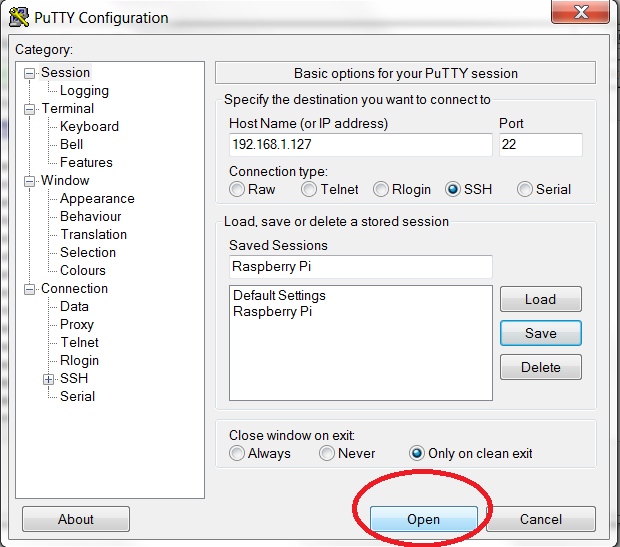 PuTTY Configuration
Category:
Session
Logging
Terminal
Keyboard
Bell
Features
Window
Appearance
Behaviour
Translation
Selection
Colours
Connection
Data
Proxy
Telnet
Rlogin
SSH
Serial
Basic options for your PuTTY session
Specify the destination you want to connect to
Host Name (or IP address) Port
192.168.1.127 22
Connection type:
Raw Telnet Rlogin SSH Serial
Load, save or delete a stored session
Saved Sessions
Raspberry Pi
Default Settings
Raspberry Pi
Load
Save
Delete
Close window on exit:
Always Never Only on clean exit
About Open Cancel